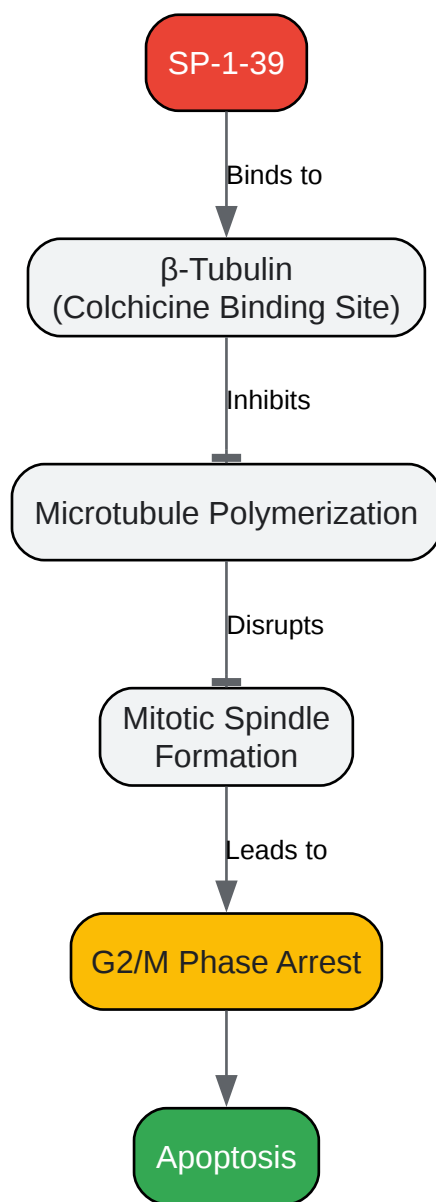 SP-1-39
Binds to
β-Tubulin
(Colchicine Binding Site)
Inhibits
Microtubule Polymerization
Disrupts
Mitotic Spindle
Formation
Leads to
G2/M Phase Arrest
Apoptosis